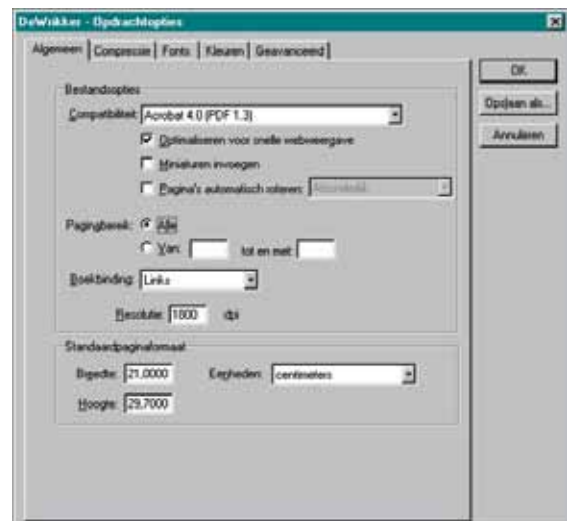 DeWrikker - Opdrachtopties
Algemeen Compressie Fonts Kleuren Geavanceerd
OK
Opslaan als...
Annuleren
Bestandsopties
Compatibiliteit: Acrobat 4.0 (PDF 1.3)
Optimaliseren voor snelle webweergave
Miniaturen invoegen
Pagina's automatisch roteren:
Paginabereik: Alle
Van: tot en met:
Boekbinding: Links
Resolutie: 1800 dpi
Standaardpaginaformaat
Breedte: 21,0000 Eenheden: centimeters
Hoogte: 29,7000